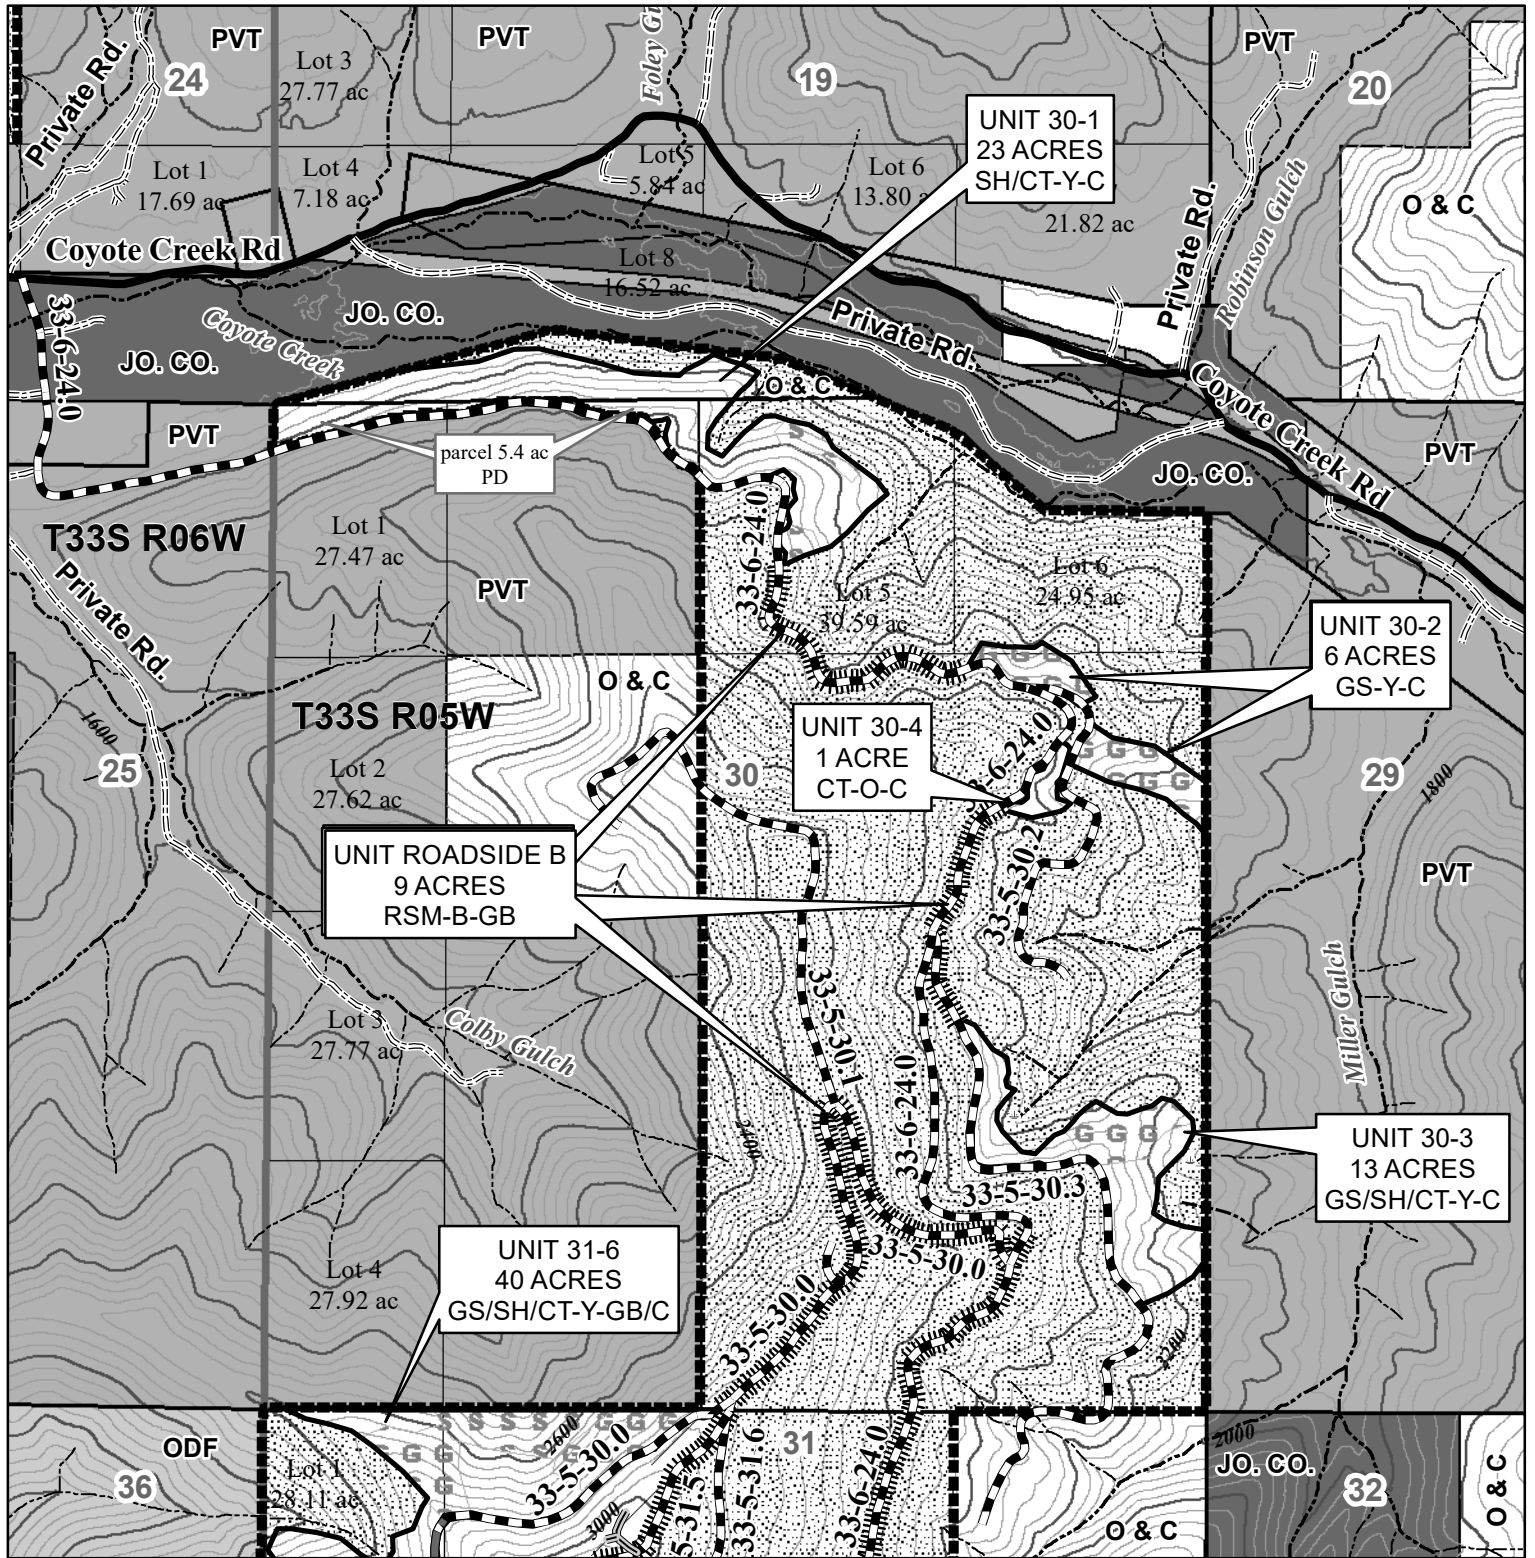 PVT
PVT
PVT
Private Rd.
24
Lot 3
27.77 ac
Foley Gu
19
20
UNIT 30-1
23 ACRES
SH/CT-Y-C
Lot 1
17.69 ac
Lot 4
7.18 ac
Lot 5
5.84 ac
Lot 6
13.80
21.82 ac
Private Rd.
Robinson Gulch
O & C
Coyote Creek Rd
Lot 8
16.52 ac
33-6-24.0
JO. CO.
Coyote Creek
JO. CO.
Private Rd.
O & C
Coyote Creek Rd
PVT
parcel 5.4 ac
PD
S
JO. CO.
PVT
T33S R06W
Lot 1
27.47 ac
33-6-24.0
Private Rd.
PVT
Lot 5
39.59 ac
Lot 6
24.95 ac
UNIT 30-2
6 ACRES
GS-Y-C
G G G
O & C
T33S R05W
1600
25
Lot 2
27.62 ac
30
UNIT 30-4
1 ACRE
CT-O-C
33-6-24.0
G G G
G G G
29
1800
UNIT ROADSIDE B
9 ACRES
RSM-B-GB
33-5-30.2
PVT
33-5-30.1
Lot 3
27.77 ac
Colby Gulch
33-6-24.0
Miller Gulch
2400
G G G
UNIT 30-3
13 ACRES
GS/SH/CT-Y-C
33-5-30.3
UNIT 31-6
40 ACRES
GS/SH/CT-Y-GB/C
33-5-30.0
Lot 4
27.92 ac
33-5-30.0
2200
S S S S G G G
ODF
G G S S G
2600
33-5-30.0
31
2000
JO. CO.
36
Lot 1
28.11 ac
G
3000
5-31.5
33-5-31.6
33-6-24.0
O & C
32
O & C